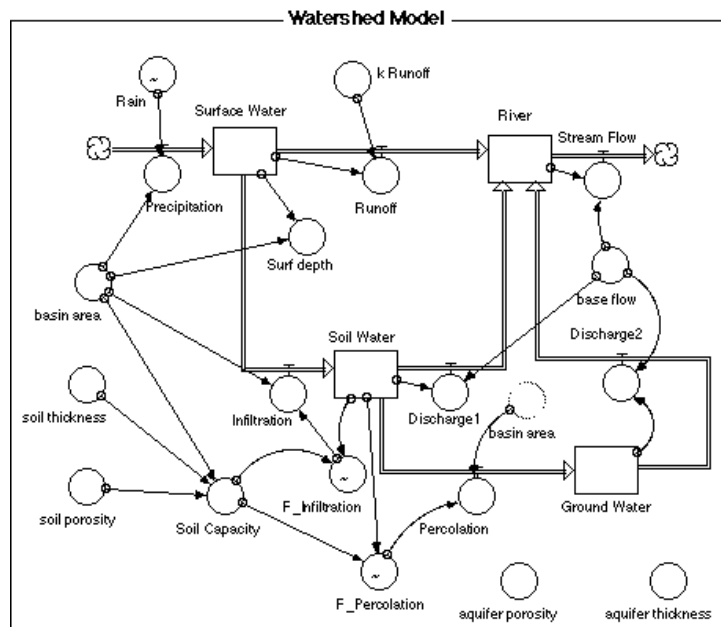 Watershed Model
Rain
Surface Water
k Runoff
River
Stream Flow
Precipitation
Runoff
Surf depth
basin area
base flow
Discharge2
Soil Water
soil thickness
Infiltration
Discharge1
basin area
soil porosity
Soil Capacity
F_Infiltration
Percolation
Ground Water
F_Percolation
aquifer porosity
aquifer thickness